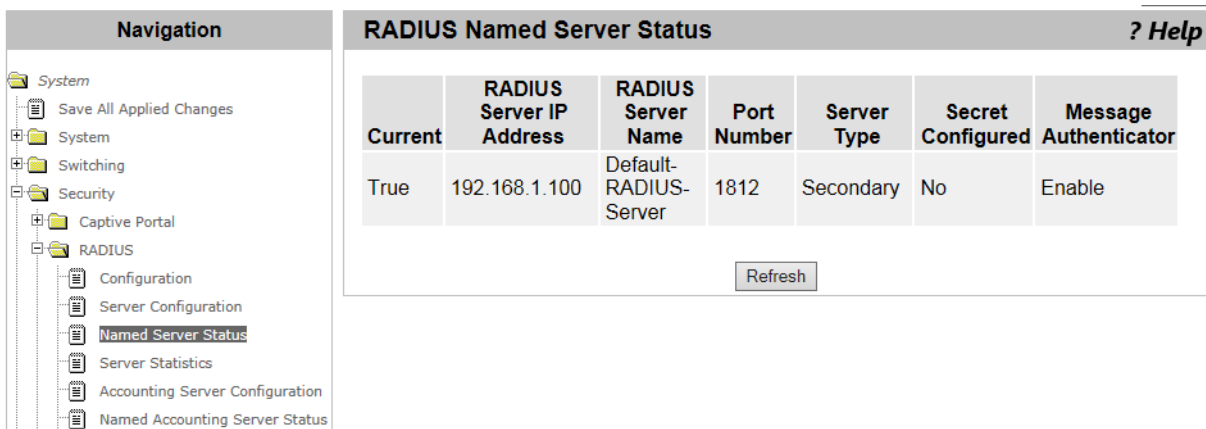 Navigation
System
Save All Applied Changes
System
Switching
Security
Captive Portal
RADIUS
Configuration
Server Configuration
Named Server Status
Server Statistics
Accounting Server Configuration
Named Accounting Server Status
RADIUS Named Server Status
? Help
Current RADIUS Server IP Address RADIUS Server Name Port Number Server Type Secret Configured Message Authenticator
True 192.168.1.100 Default-RADIUS-Server 1812 Secondary No Enable
Refresh